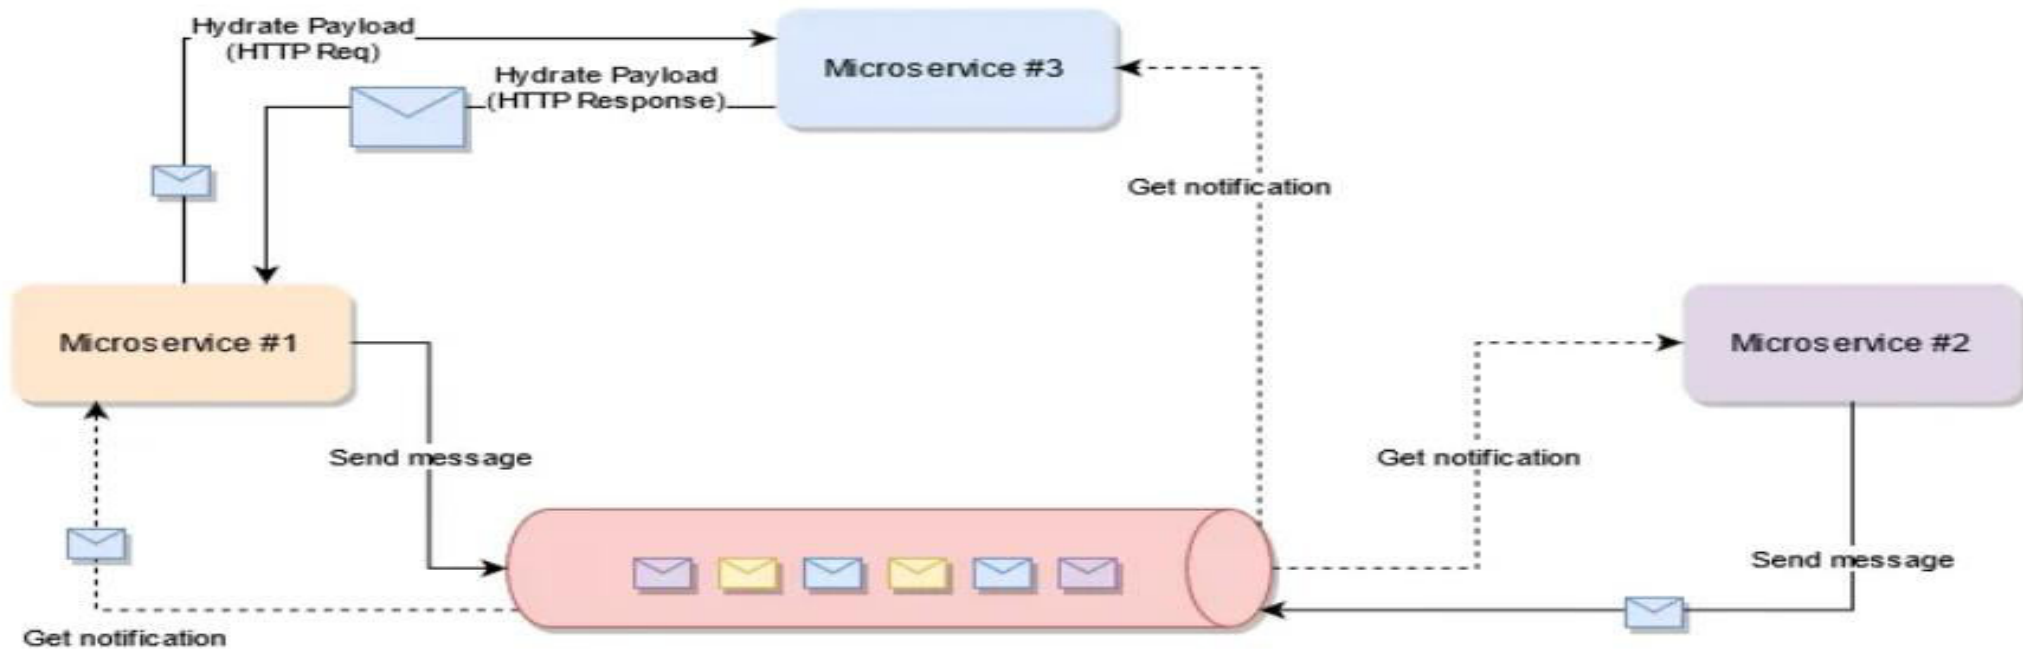 Hydrate Payload
(HTTP Req)
Hydrate Payload
(HTTP Response)
Microservice #3
Get notification
Microservice #1
Microservice #2
Send message
Get notification
Send message
Get notification